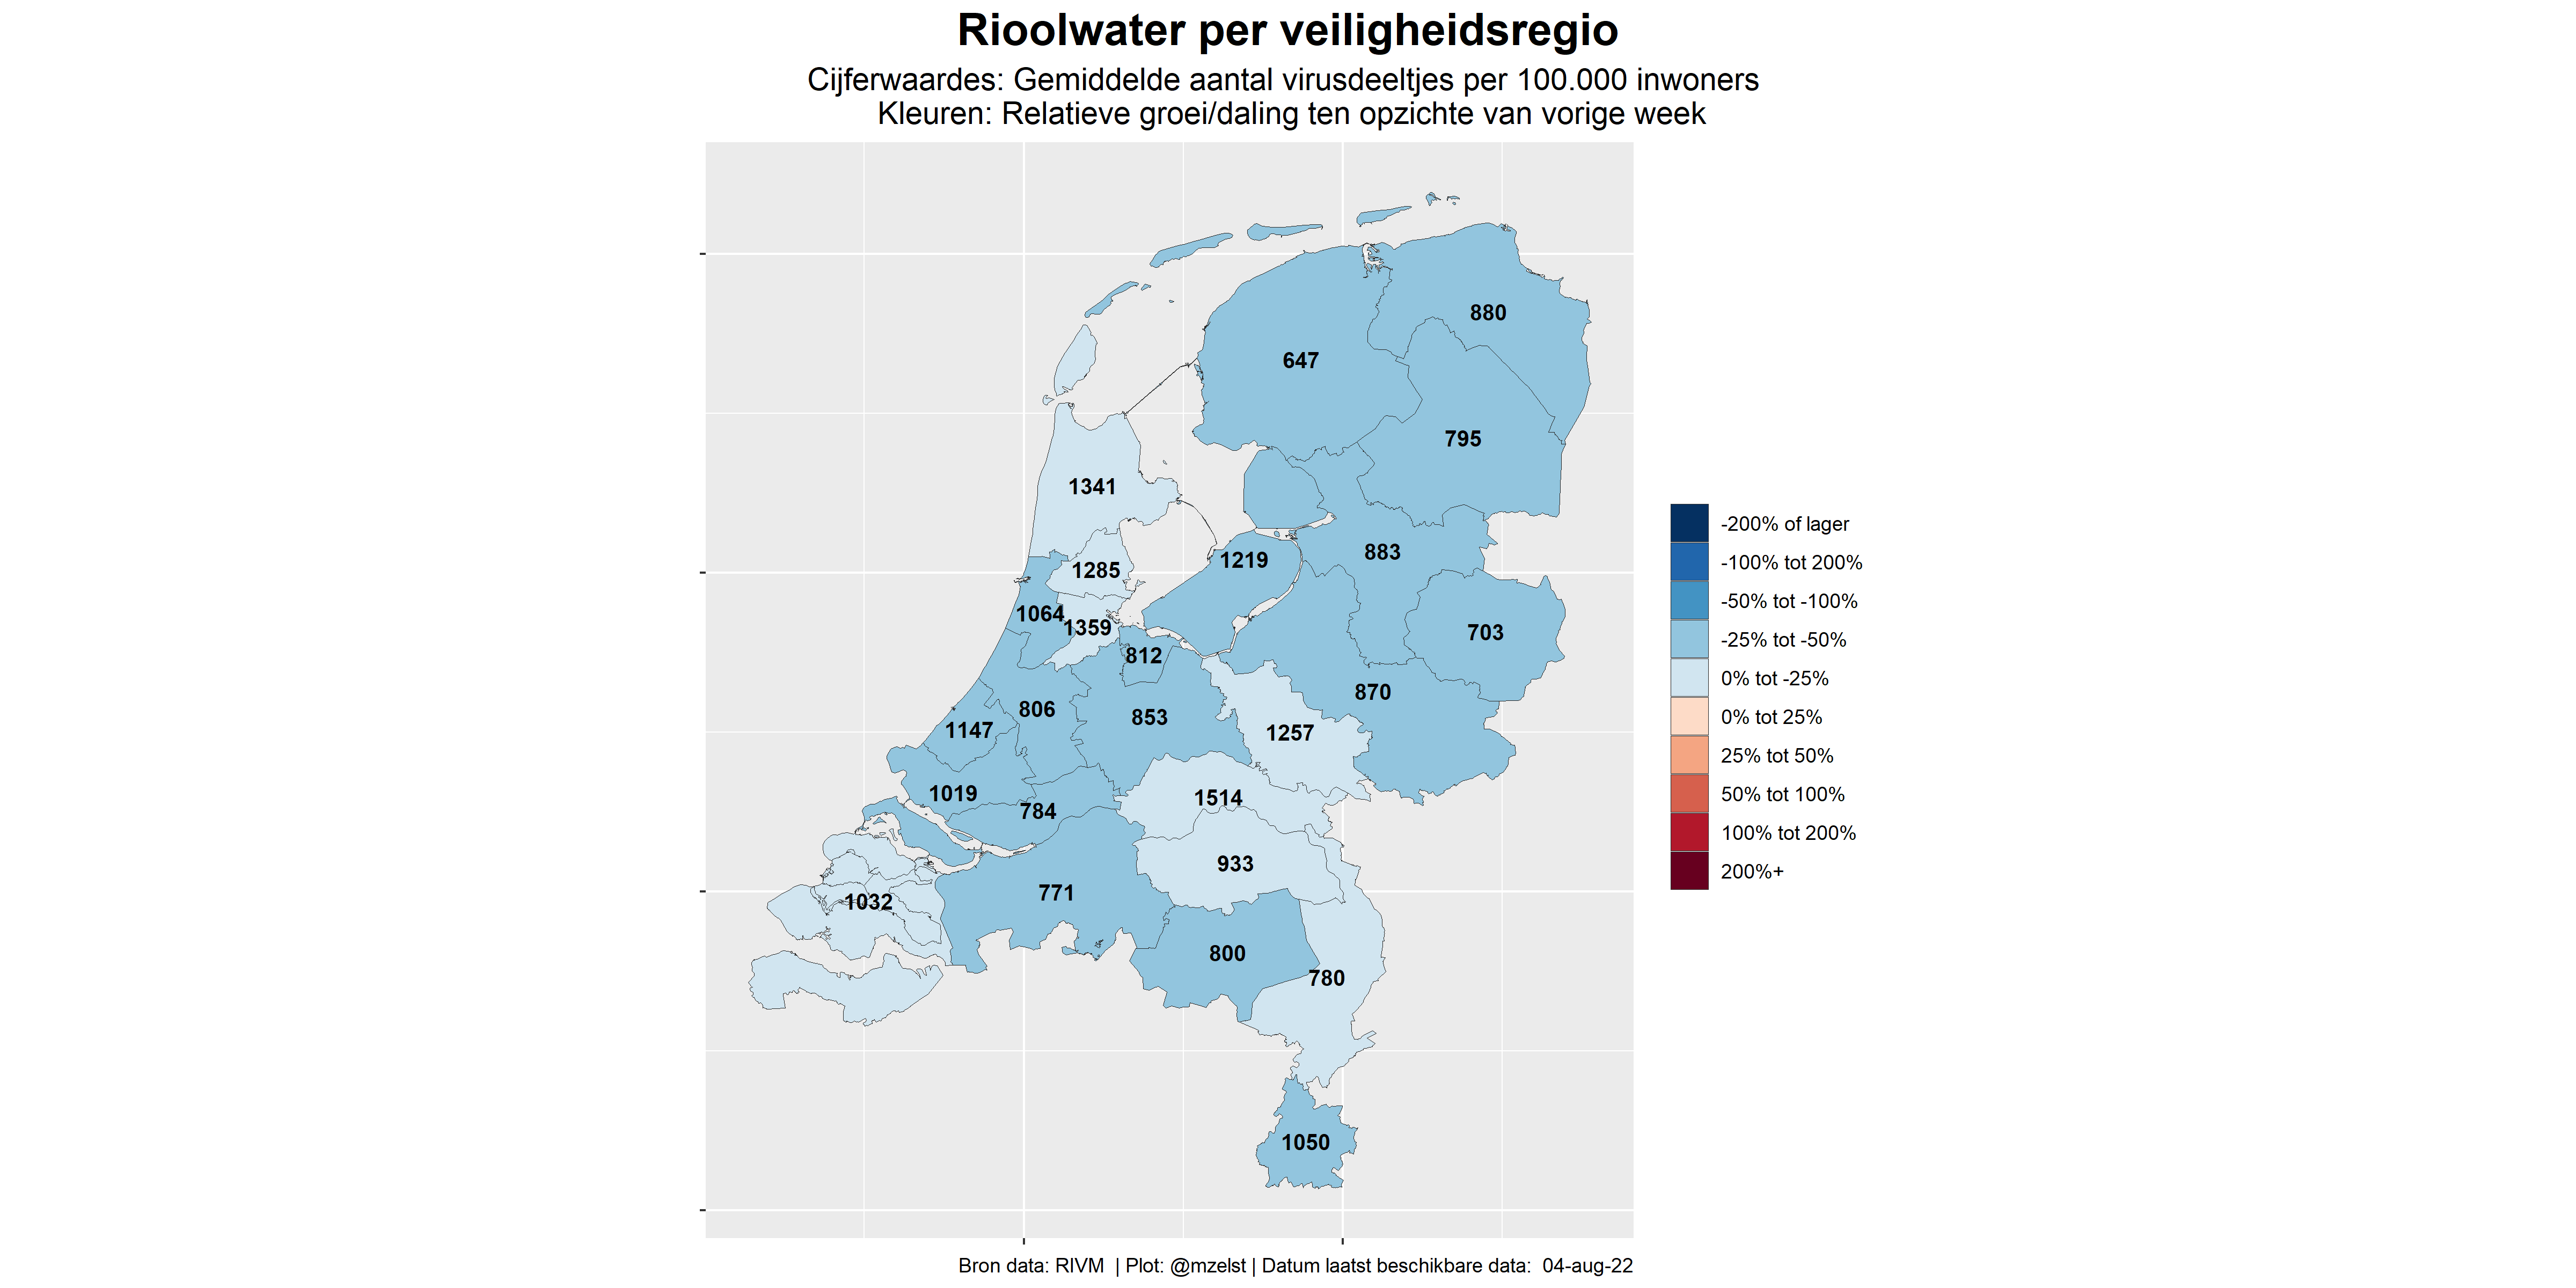 Rioolwater per veiligheidsregio
Cijferwaardes: Gemiddelde aantal virusdeeltjes per 100.000 inwoners
Kleuren: Relatieve groei/daling ten opzichte van vorige week
880
647
795
1341
883
1219
1285
1064
1359
703
812
870
806
853
1147
1257
1019
1514
784
933
771
1032
800
780
1050
-200% of lager
-100% tot 200%
-50% tot -100%
-25% tot -50%
0% tot -25%
0% tot 25%
25% tot 50%
50% tot 100%
100% tot 200%
200%+
Bron data: RIVM | Plot: @mzelst | Datum laatst beschikbare data: 04-aug-22